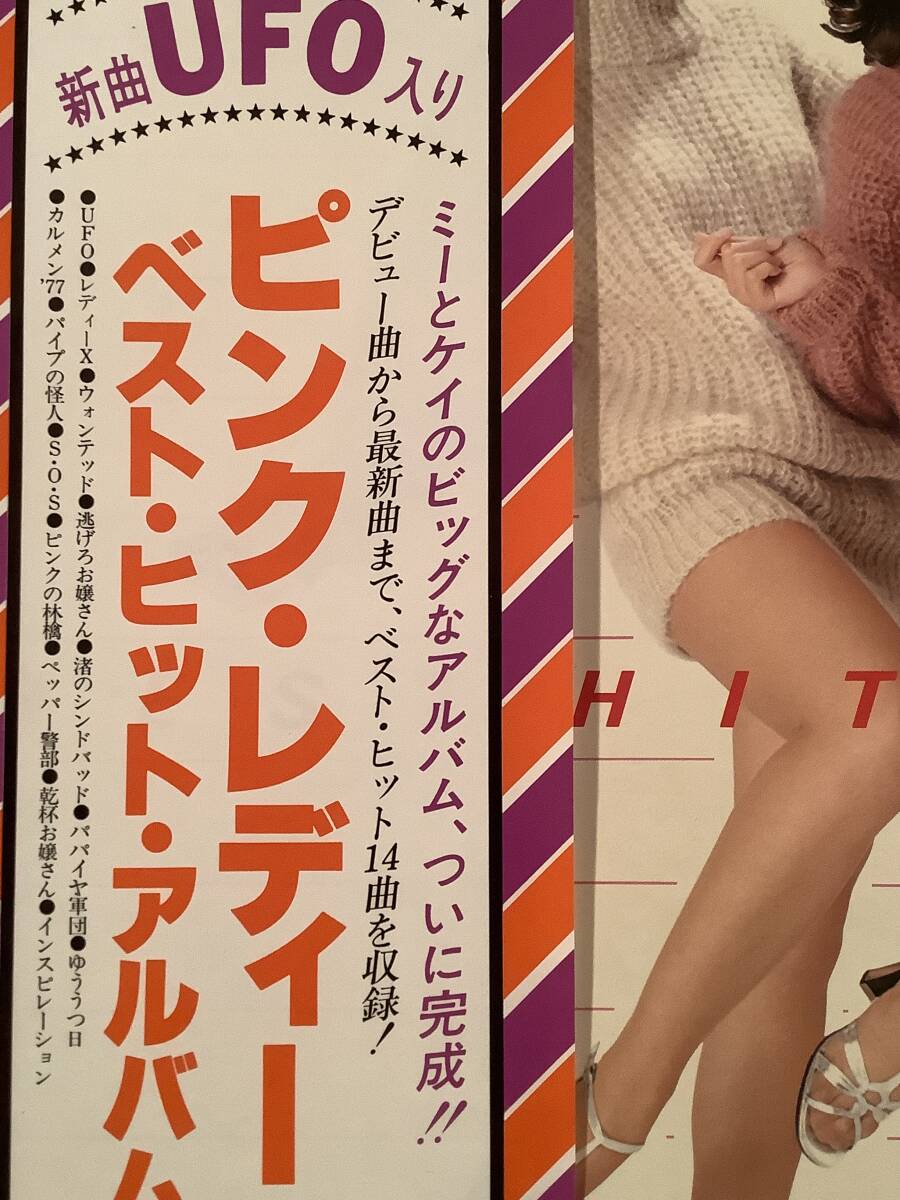 新曲UFO入り
ミーとケイのビッグなアルバム、ついに完成!!
デビュー曲から最新曲まで、ベスト・ヒット14曲を収録!
ピンク・レディー
ベスト・ヒット・アルバム
●UFO●レディーX●ウォンテッド●逃げろお嬢さん●渚のシンドバッド●パパイヤ軍団●ゆううつ日
●カルメン'77●パイプの怪人●S・O・S●ピンクの林檎●ペッパー警部●乾杯お嬢さん●インスピレーション
HIT